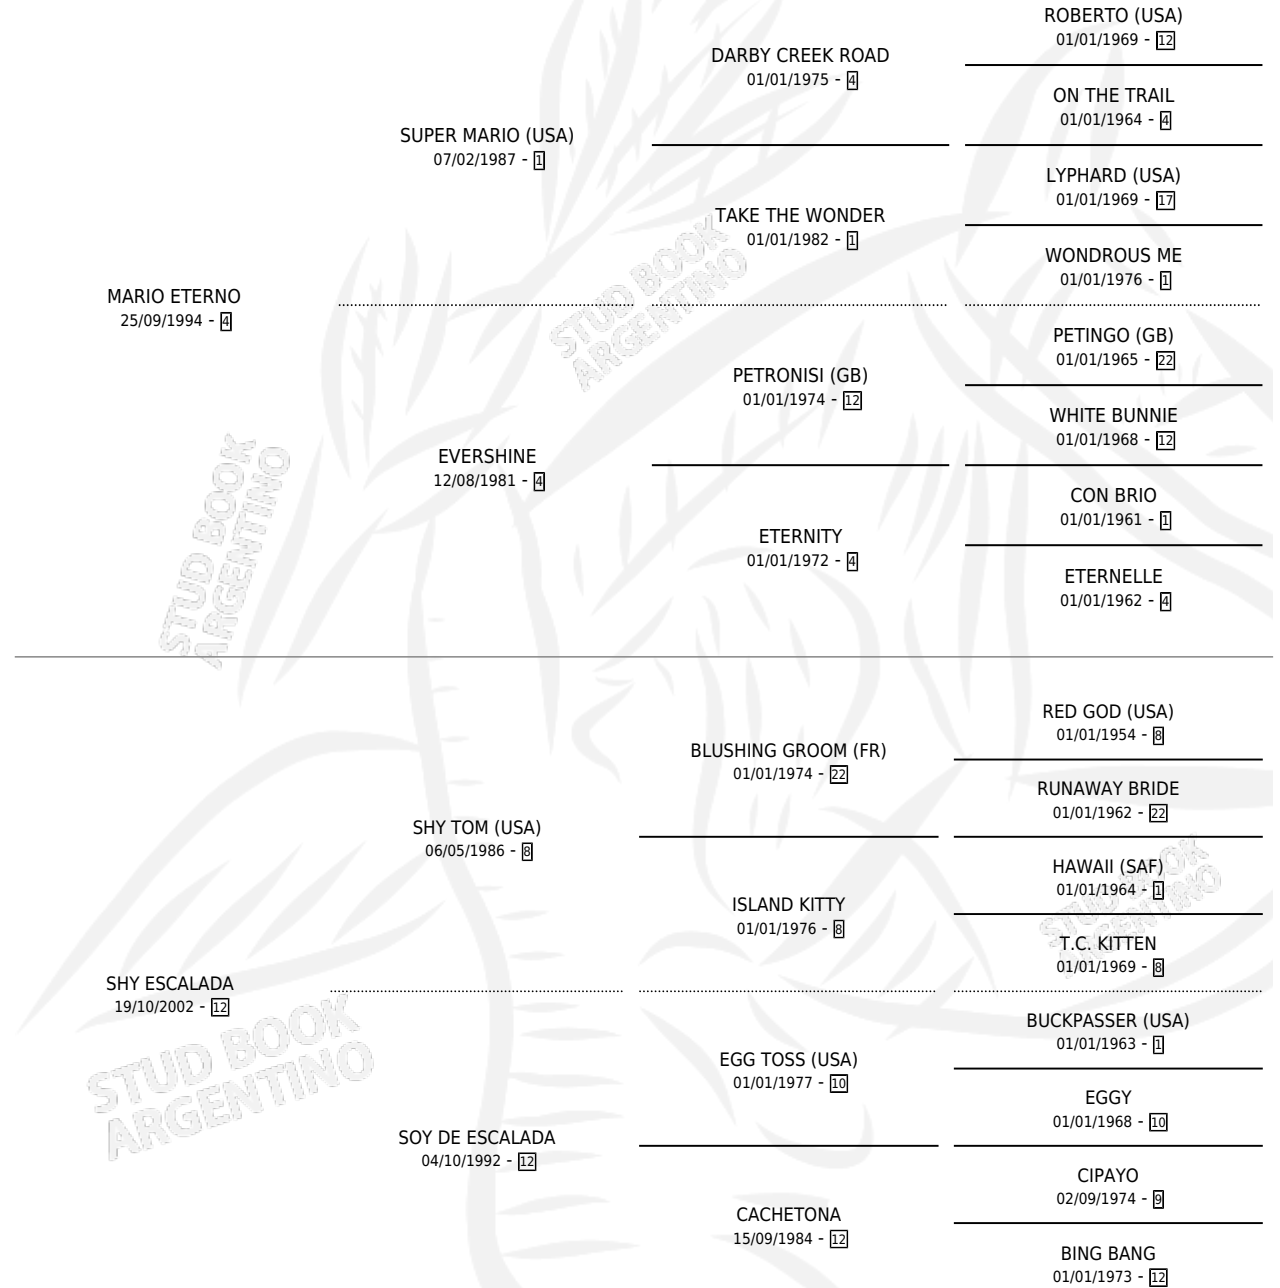 ROBERTO (USA)
01/01/1969 - 12
DARBY CREEK ROAD
01/01/1975 - 4
ON THE TRAIL
01/01/1964 - 4
SUPER MARIO (USA)
07/02/1987 - 1
LYPHARD (USA)
01/01/1969 - 17
TAKE THE WONDER
01/01/1982 - 1
WONDROUS ME
01/01/1976 - 1
MARIO ETERNO
25/09/1994 - 4
STUD BOOK
ARGENTINO
PETINGO (GB)
01/01/1965 - 22
PETRONISI (GB)
01/01/1974 - 12
WHITE BUNNIE
01/01/1968 - 12
EVERSHINE
12/08/1981 - 4
CON BRIO
01/01/1961 - 1
ETERNITY
01/01/1972 - 4
ETERNELLE
01/01/1962 - 4
STUD BOOK
ARGENTINO
RED GOD (USA)
01/01/1954 - 8
BLUSHING GROOM (FR)
01/01/1974 - 22
RUNAWAY BRIDE
01/01/1962 - 22
SHY TOM (USA)
06/05/1986 - 8
HAWAII (SAF)
01/01/1964 - 1
ISLAND KITTY
01/01/1976 - 8
T.C. KITTEN
01/01/1969 - 8
STUD BOOK
ARGENTINO
SHY ESCALADA
19/10/2002 - 12
STUD BOOK
ARGENTINO
BUCKPASSER (USA)
01/01/1963 - 1
EGG TOSS (USA)
01/01/1977 - 10
EGGY
01/01/1968 - 10
SOY DE ESCALADA
04/10/1992 - 12
CIPAYO
02/09/1974 - 9
CACHETONA
15/09/1984 - 12
BING BANG
01/01/1973 - 12